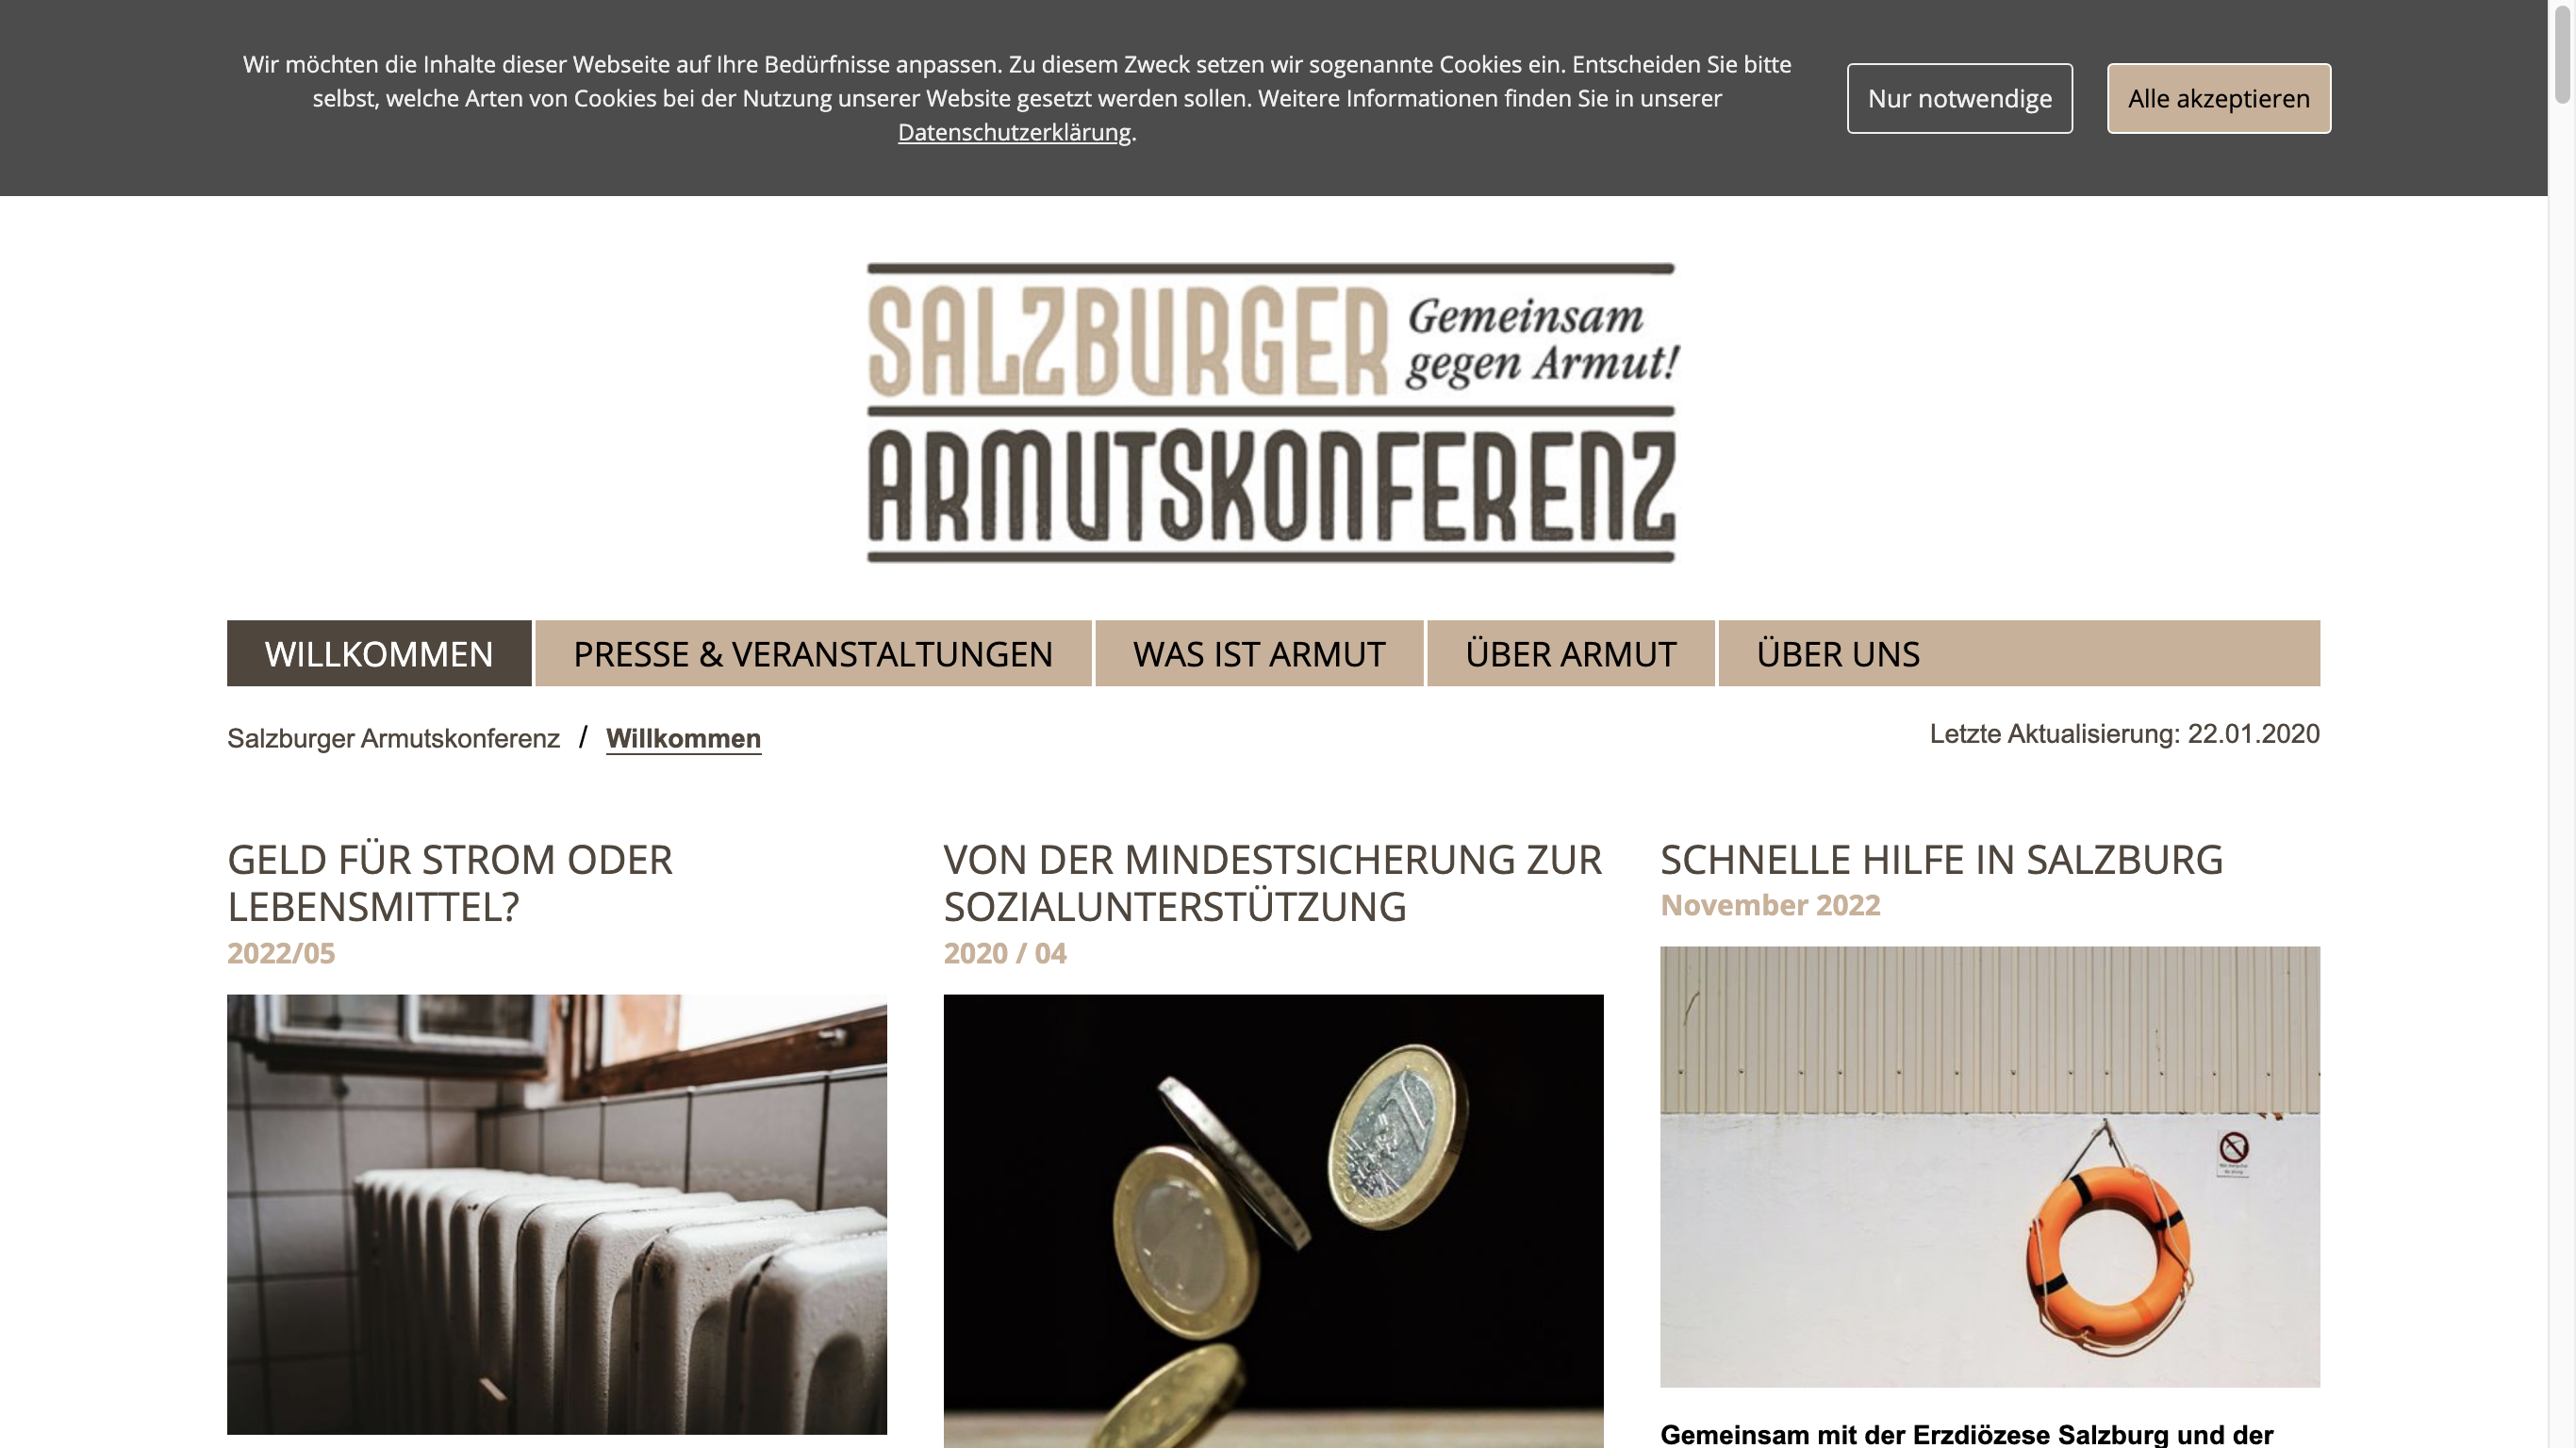 Wir möchten die Inhalte dieser Webseite auf Ihre Bedürfnisse anpassen. Zu diesem Zweck setzen wir sogenannte Cookies ein. Entscheiden Sie bitte
selbst, welche Arten von Cookies bei der Nutzung unserer Website gesetzt werden sollen. Weitere Informationen finden Sie in unserer
Datenschutzerklärung.
Nur notwendige
Alle akzeptieren
SALZBURGER
Gemeinsam
gegen Armut!
ARMUTSKONFERENZ
WILLKOMMEN
PRESSE & VERANSTALTUNGEN
WAS IST ARMUT
ÜBER ARMUT
ÜBER UNS
Salzburger Armutskonferenz / Willkommen
Letzte Aktualisierung: 22.01.2020
GELD FÜR STROM ODER
LEBENSMITTEL?
2022/05
VON DER MINDESTSICHERUNG ZUR
SOZIALUNTERSTÜTZUNG
2020 / 04
SCHNELLE HILFE IN SALZBURG
November 2022
1
Gemeinsam mit der Erzdiözese Salzburg und der